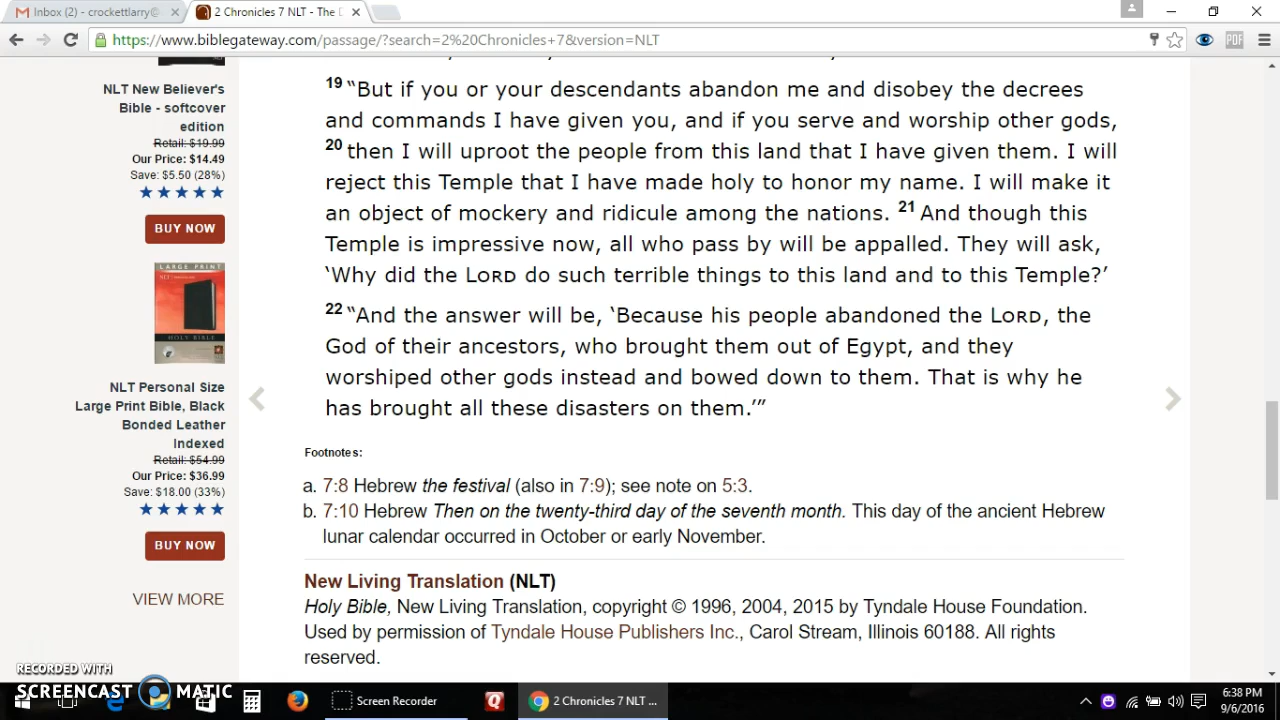 Inbox (2) - crockettlarry@
2 Chronicles 7 NLT - The D
https://www.biblegateway.com/passage/?search=2%20Chronicles+7&version=NLT
PDF
NLT New Believer's
Bible - softcover
edition
Retail: $19.99
Our Price: $14.49
Save: $5.50 (28%)
BUY NOW
LARGE PRINT
HOLY BIBLE
NLT Personal Size
Large Print Bible, Black
Bonded Leather
Indexed
Retail: $54.99
Our Price: $36.99
Save: $18.00 (33%)
BUY NOW
VIEW MORE
19 “But if you or your descendants abandon me and disobey the decrees
and commands I have given you, and if you serve and worship other gods,
20 then I will uproot the people from this land that I have given them. I will
reject this Temple that I have made holy to honor my name. I will make it
an object of mockery and ridicule among the nations. 21 And though this
Temple is impressive now, all who pass by will be appalled. They will ask,
‘Why did the LORD do such terrible things to this land and to this Temple?’
22 “And the answer will be, ‘Because his people abandoned the LORD, the
God of their ancestors, who brought them out of Egypt, and they
worshiped other gods instead and bowed down to them. That is why he
has brought all these disasters on them.’”
Footnotes:
a. 7:8 Hebrew the festival (also in 7:9); see note on 5:3.
b. 7:10 Hebrew Then on the twenty-third day of the seventh month. This day of the ancient Hebrew
lunar calendar occurred in October or early November.
New Living Translation (NLT)
Holy Bible, New Living Translation, copyright © 1996, 2004, 2015 by Tyndale House Foundation.
Used by permission of Tyndale House Publishers Inc., Carol Stream, Illinois 60188. All rights
reserved.
RECORDED WITH
SCREENCAST MATIC
Screen Recorder
2 Chronicles 7 NLT ...
6:38 PM
9/6/2016